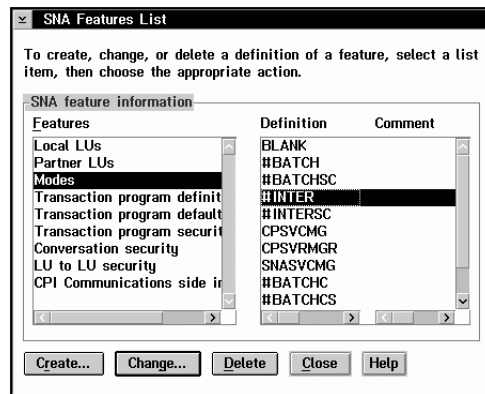 SNA Features List
To create, change, or delete a definition of a feature, select a list
item, then choose the appropriate action.
SNA feature information
Features
Local LUs
Partner LUs
Modes
Transaction program definit
Transaction program default
Transaction program securit
Conversation security
LU to LU security
CPI Communications side in
Definition Comment
BLANK
#BATCH
#BATCHSC
#INTER
#INTERSC
CPSVCMG
CPSVRMGR
SNASVCMG
#BATCHC
#BATCHCS
Create... Change... Delete Close Help